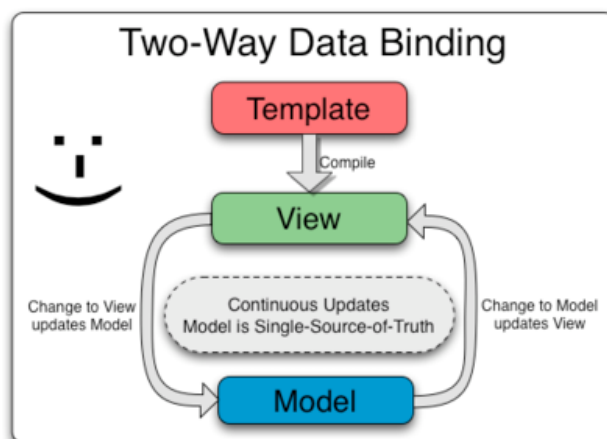 Two-Way Data Binding
Template
Compile
View
Continuous Updates
Model is Single-Source-of-Truth
Change to View
updates Model
Change to Model
updates View
Model